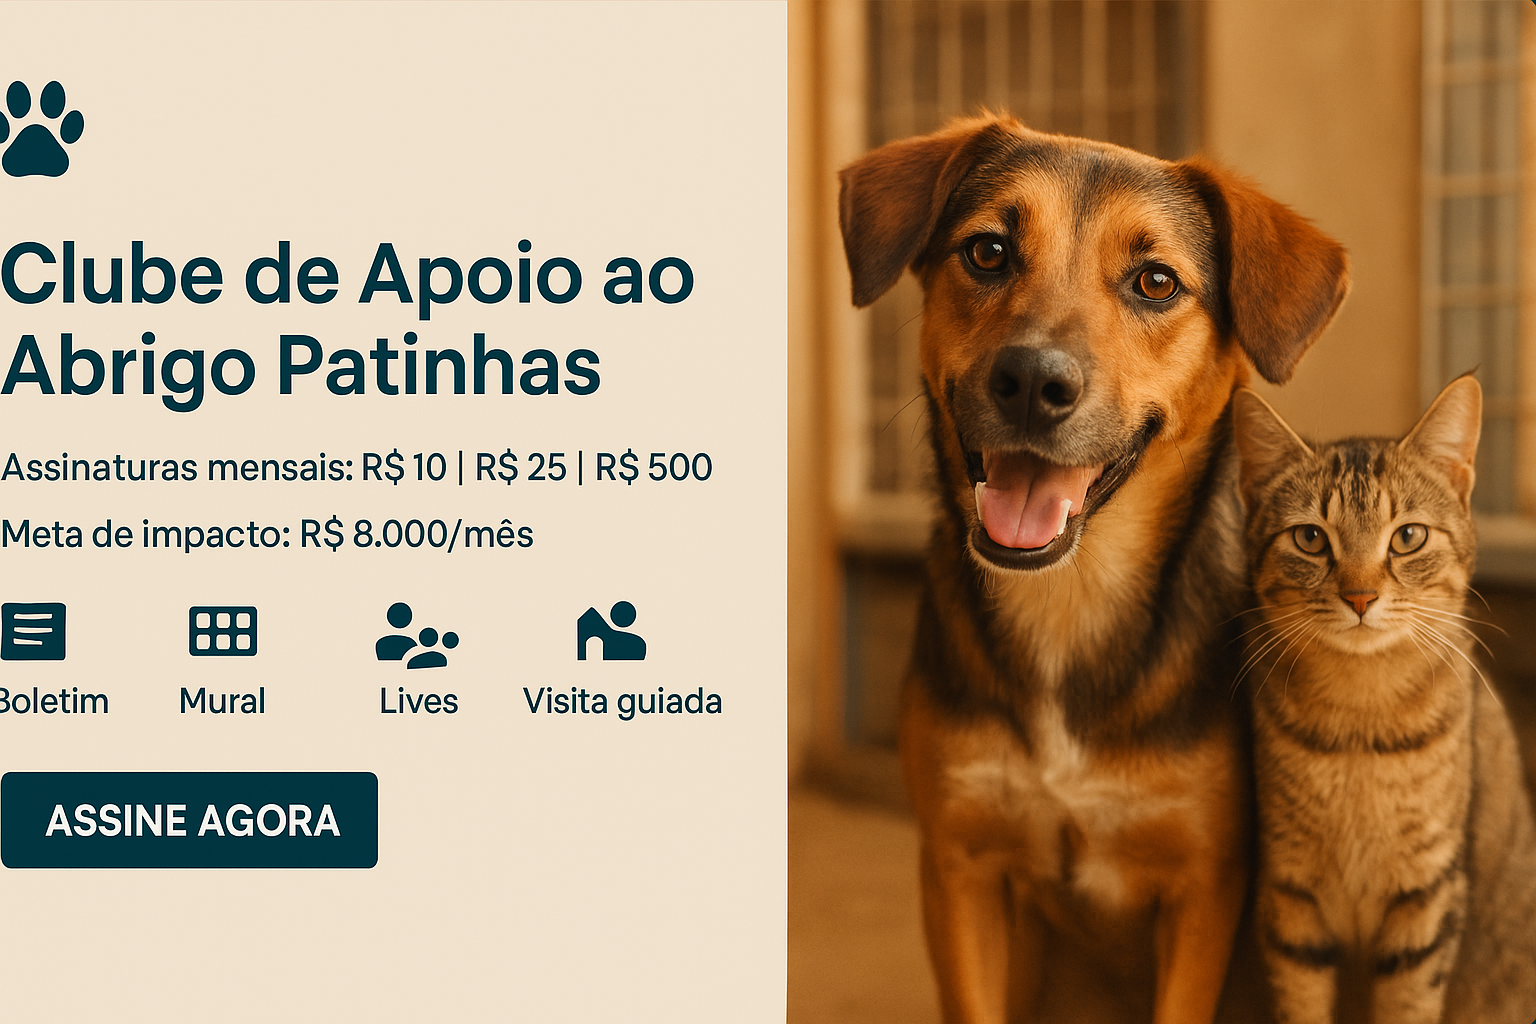 Clube de Apoio ao
Abrigo Patinhas
Assinaturas mensais: R$ 10 | R$ 25 | R$ 500
Meta de impacto: R$ 8.000/mês
Boletim
Mural
Lives
Visita guiada
ASSINE AGORA